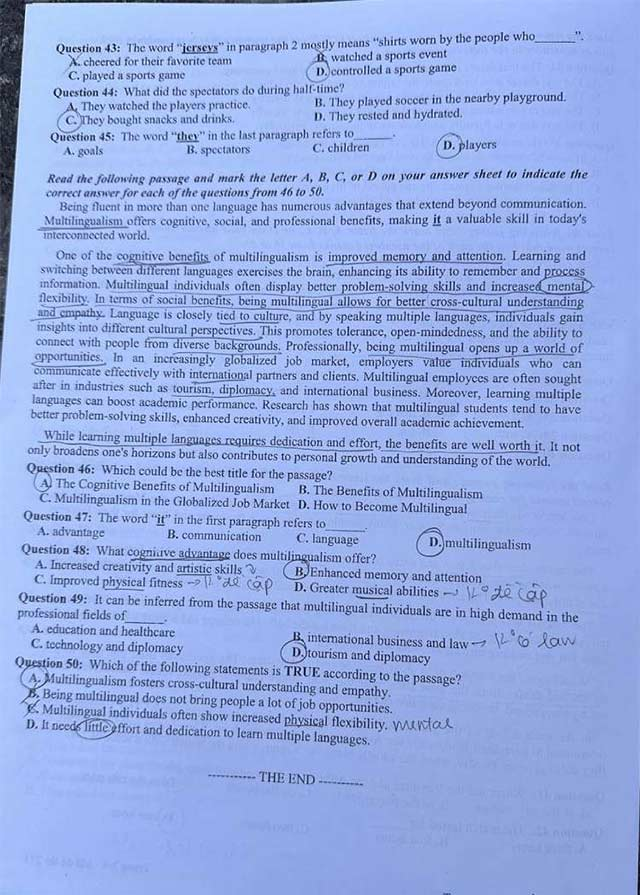 Question 43: The word "jerseys" in paragraph 2 mostly means "shirts worn by the people who_______".
A. cheered for their favorite team B. watched a sports event
C. played a sports game D. controlled a sports game
Question 44: What did the spectators do during half-time?
A. They watched the players practice. B. They played soccer in the nearby playground.
C. They bought snacks and drinks. D. They rested and hydrated.
Question 45: The word "they" in the last paragraph refers to_______.
A. goals B. spectators C. children D. players
Read the following passage and mark the letter A, B, C, or D on your answer sheet to indicate the
correct answer for each of the questions from 46 to 50.
Being fluent in more than one language has numerous advantages that extend beyond communication.
Multilingualism offers cognitive, social, and professional benefits, making it a valuable skill in today's
interconnected world.
One of the cognitive benefits of multilingualism is improved memory and attention. Learning and
switching between different languages exercises the brain, enhancing its ability to remember and process
information. Multilingual individuals often display better problem-solving skills and increased mental
flexibility. In terms of social benefits, being multilingual allows for better cross-cultural understanding
and empathy. Language is closely tied to culture, and by speaking multiple languages, individuals gain
insights into different cultural perspectives. This promotes tolerance, open-mindedness, and the ability to
connect with people from diverse backgrounds. Professionally, being multilingual opens up a world of
opportunities. In an increasingly globalized job market, employers value individuals who can
communicate effectively with international partners and clients. Multilingual employees are often sought
after in industries such as tourism, diplomacy, and international business. Moreover, learning multiple
languages can boost academic performance. Research has shown that multilingual students tend to have
better problem-solving skills, enhanced creativity, and improved overall academic achievement.
While learning multiple languages requires dedication and effort, the benefits are well worth it. It not
only broadens one's horizons but also contributes to personal growth and understanding of the world.
Question 46: Which could be the best title for the passage?
A. The Cognitive Benefits of Multilingualism B. The Benefits of Multilingualism
C. Multilingualism in the Globalized Job Market D. How to Become Multilingual
Question 47: The word "it" in the first paragraph refers to_______.
A. advantage B. communication C. language D. multilingualism
Question 48: What cognitive advantage does multilingualism offer?
A. Increased creativity and artistic skills B. Enhanced memory and attention
C. Improved physical fitness → K° đề cập D. Greater musical abilities → K° đề cập
Question 49: It can be inferred from the passage that multilingual individuals are in high demand in the
professional fields of_______.
A. education and healthcare B. international business and law → K° có law
C. technology and diplomacy D. tourism and diplomacy
Question 50: Which of the following statements is TRUE according to the passage?
A. Multilingualism fosters cross-cultural understanding and empathy.
B. Being multilingual does not bring people a lot of job opportunities.
C. Multilingual individuals often show increased physical flexibility. mental
D. It needs little effort and dedication to learn multiple languages.
----------- THE END -----------